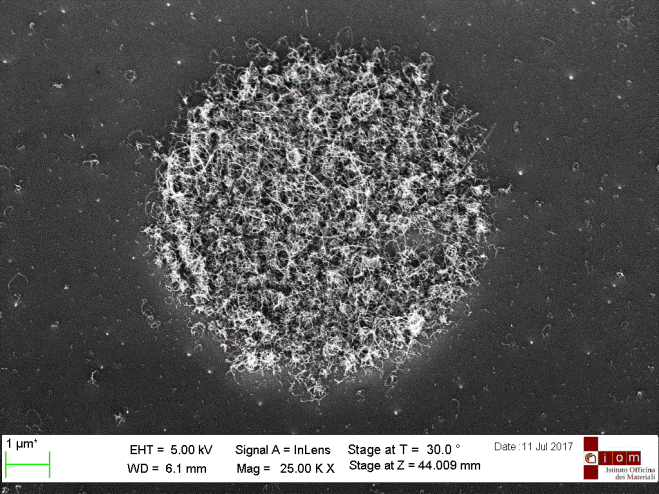 1 µm*
EHT = 5.00 kV Signal A = InLens Stage at T = 30.0 ° Date :11 Jul 2017
WD = 6.1 mm Mag = 25.00 K X Stage at Z = 44.009 mm
iom
Istituto Officina
dei Materiali